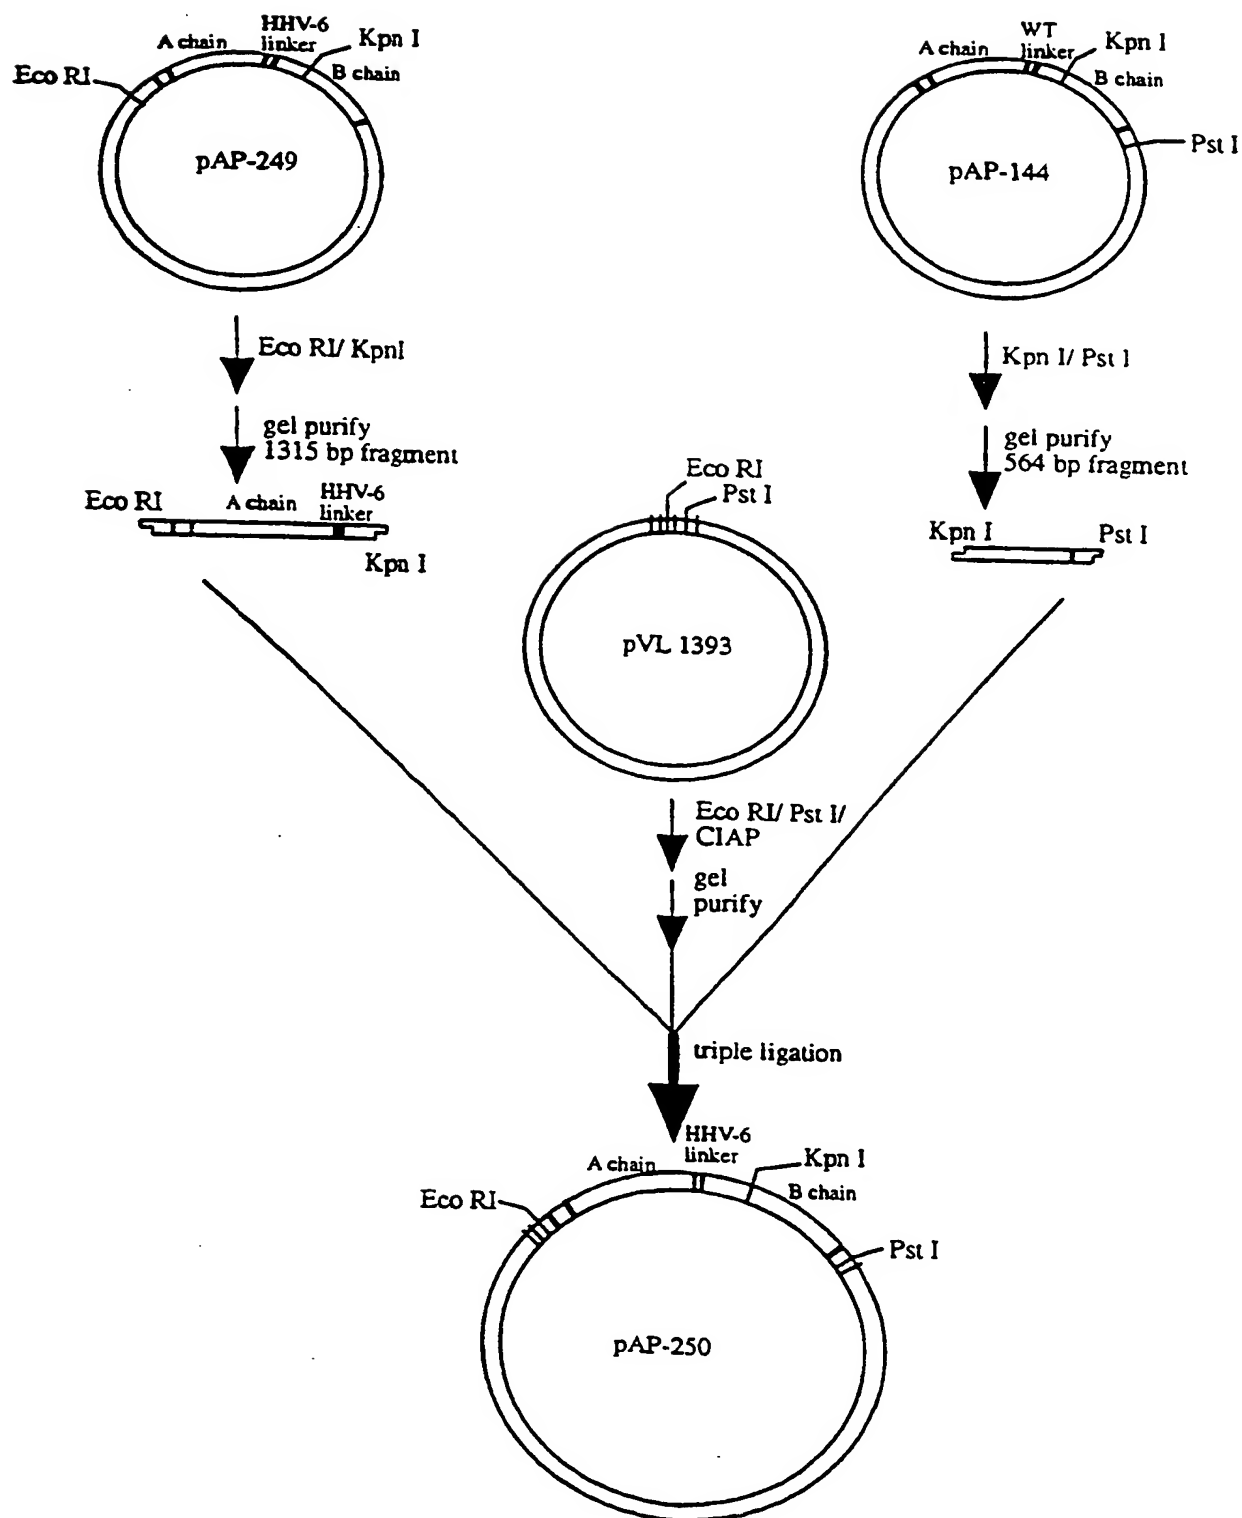 A chain
HHV-6
linker
Kpn I
Eco RI
B chain
pAP-249
WT
linker
A chain
Kpn I
B chain
Pst I
pAP-144
Eco RI/ KpnI
gel purify
1315 bp fragment
Kpn I/ Pst I
gel purify
564 bp fragment
Eco RI
A chain
HHV-6
linker
Kpn I
Eco RI
Pst I
Kpn I
Pst I
pVL 1393
Eco RI/ Pst I/
CIAP
gel
purify
triple ligation
HHV-6
linker
A chain
Kpn I
Eco RI
B chain
Pst I
pAP-250